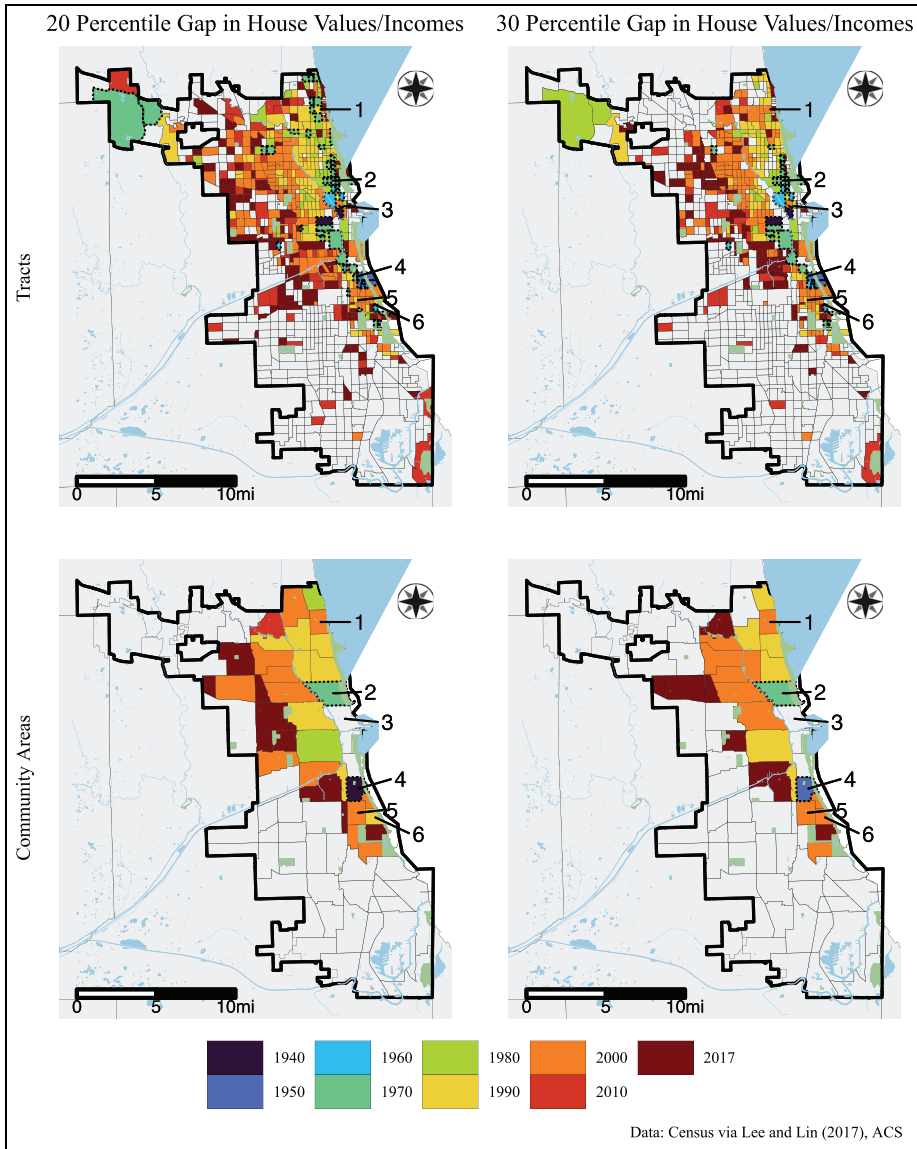 20 Percentile Gap in House Values/Incomes
30 Percentile Gap in House Values/Incomes
Tracts
1
2
3
4
5
6
0 5 10mi
1
2
3
4
5
6
0 5 10mi
Community Areas
1
2
3
4
5
6
0 5 10mi
1
2
3
4
5
6
0 5 10mi
1940 1960 1980 2000 2017
1950 1970 1990 2010
Data: Census via Lee and Lin (2017), ACS